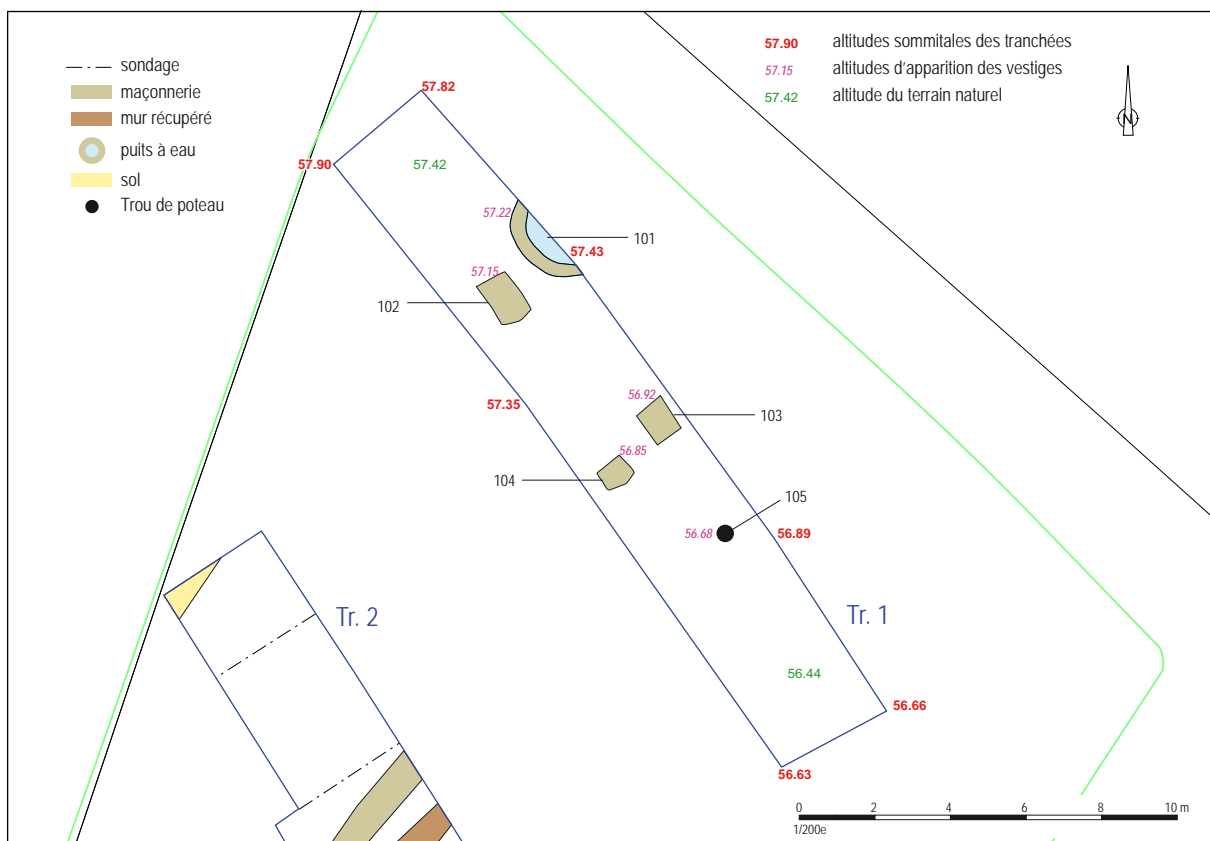 sondage
maçonnerie
mur récupéré
puits à eau
sol
Trou de poteau
57.90 altitudes sommitales des tranchées
57.15 altitudes d'apparition des vestiges
57.42 altitude du terrain naturel
N
57.82
57.90
57.42
57.22
101
57.43
57.15
102
56.92
57.35
103
56.85
104
105
56.68
56.89
Tr. 2
Tr. 1
56.44
56.66
56.63
0 2 4 6 8 10 m
1/200e